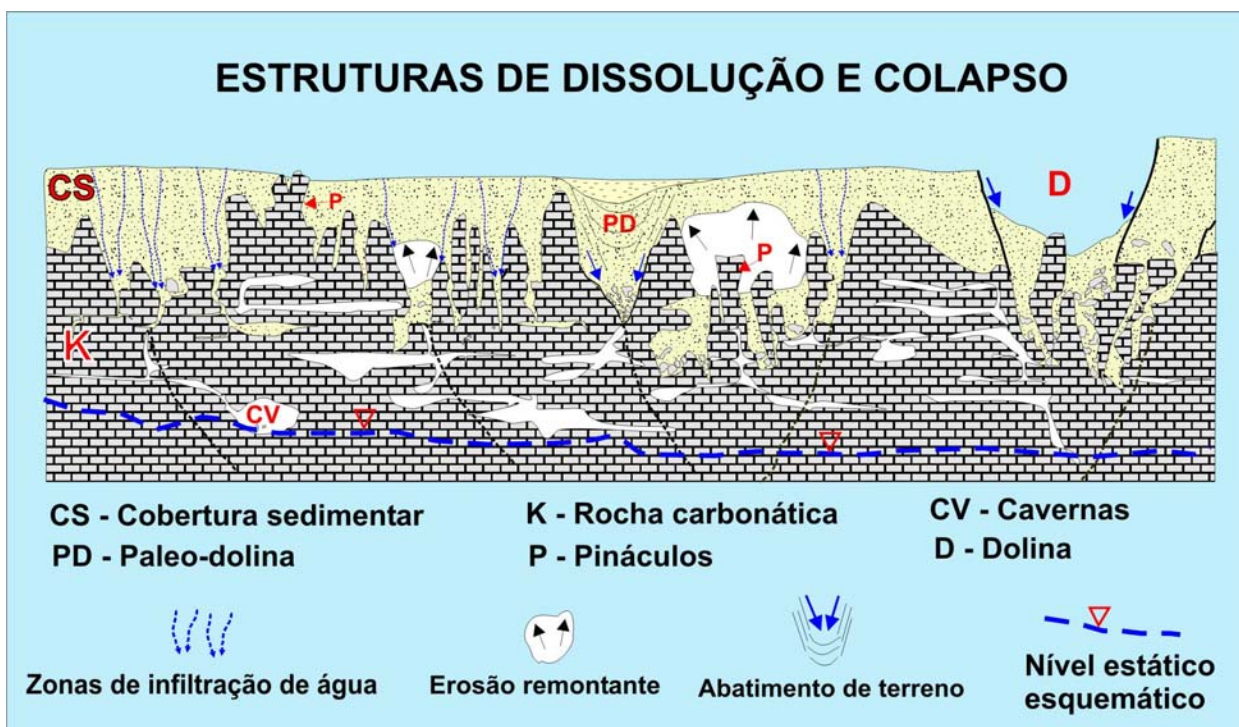 ESTRUTURAS DE DISSOLUÇÃO E COLAPSO
CS
P
PD
P
D
K
CV
CS - Cobertura sedimentar
K - Rocha carbonática
CV - Cavernas
PD - Paleo-dolina
P - Pináculos
D - Dolina
Zonas de infiltração de água
Erosão remontante
Abatimento de terreno
Nível estático
esquemático